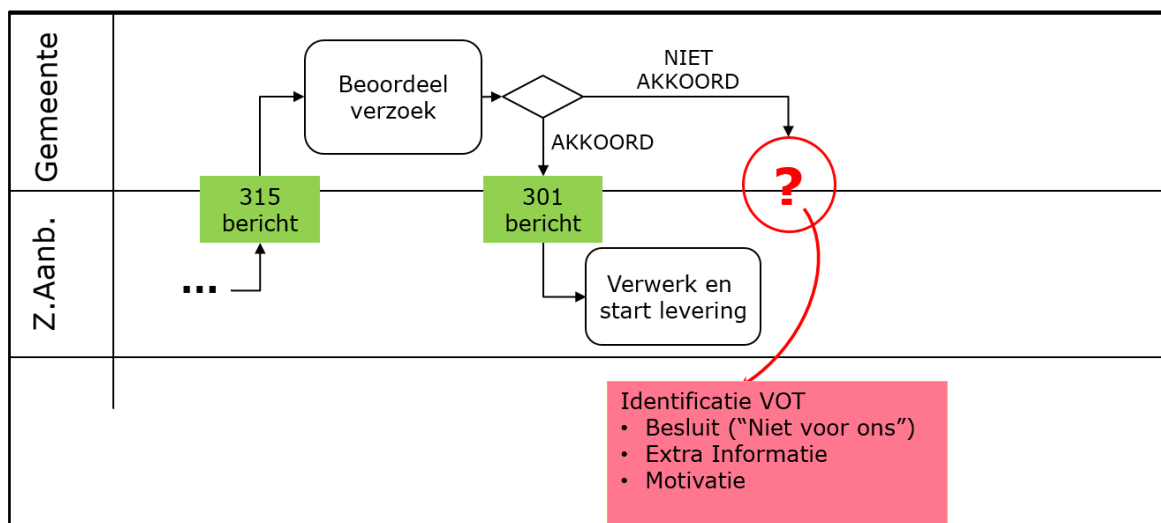 Gemeente
Beoordeel
verzoek
NIET
AKKOORD
AKKOORD
?
315
bericht
301
bericht
Z.Aanb.
...
Verwerk en
start levering
Identificatie VOT
• Besluit (“Niet voor ons”)
• Extra Informatie
• Motivatie